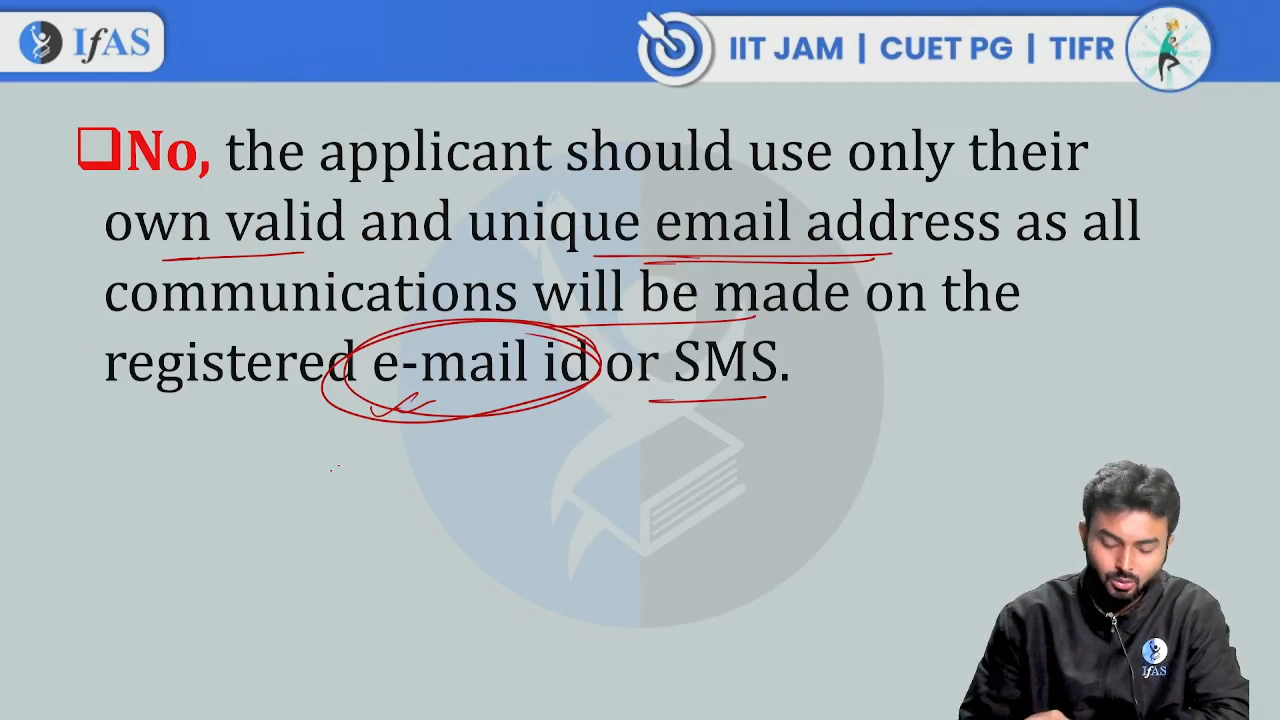 IfAS
IIT JAM | CUET PG | TIFR
No, the applicant should use only their
own valid and unique email address as all
communications will be made on the
registered e-mail id or SMS.
IfAS